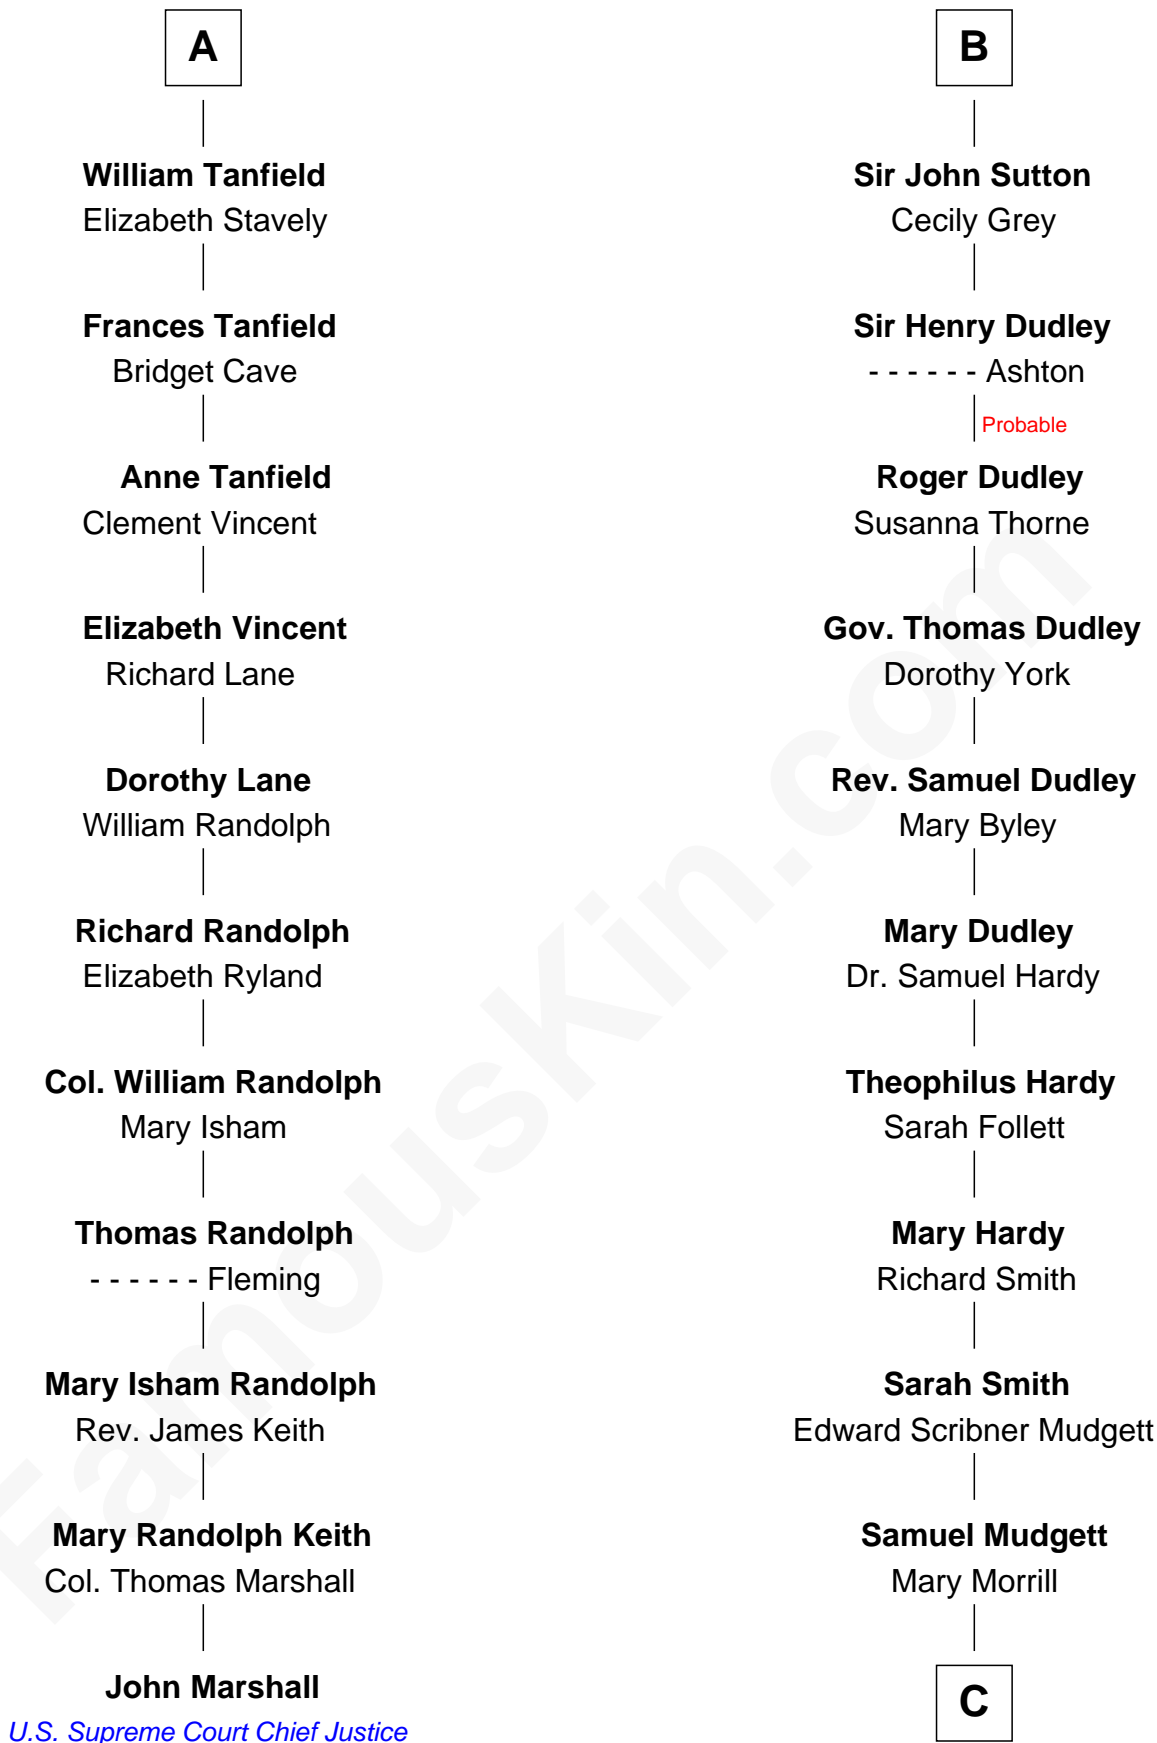 A
William Tanfield
Elizabeth Stavely
Frances Tanfield
Bridget Cave
Anne Tanfield
Clement Vincent
Elizabeth Vincent
Richard Lane
Dorothy Lane
William Randolph
Richard Randolph
Elizabeth Ryland
Col. William Randolph
Mary Isham
Thomas Randolph
- - - - - - Fleming
Mary Isham Randolph
Rev. James Keith
Mary Randolph Keith
Col. Thomas Marshall
John Marshall
U.S. Supreme Court Chief Justice
B
Sir John Sutton
Cecily Grey
Sir Henry Dudley
- - - - - - Ashton
Probable
Roger Dudley
Susanna Thorne
Gov. Thomas Dudley
Dorothy York
Rev. Samuel Dudley
Mary Byley
Mary Dudley
Dr. Samuel Hardy
Theophilus Hardy
Sarah Follett
Mary Hardy
Richard Smith
Sarah Smith
Edward Scribner Mudgett
Samuel Mudgett
Mary Morrill
C
FamousKin.com